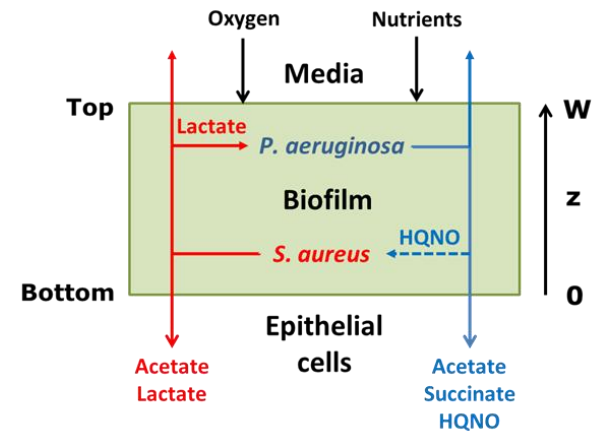 Oxygen
Nutrients
Media
Top
W
Lactate
P. aeruginosa
Biofilm
z
HQNO
S. aureus
Bottom
0
Epithelial
cells
Acetate
Lactate
Acetate
Succinate
HQNO